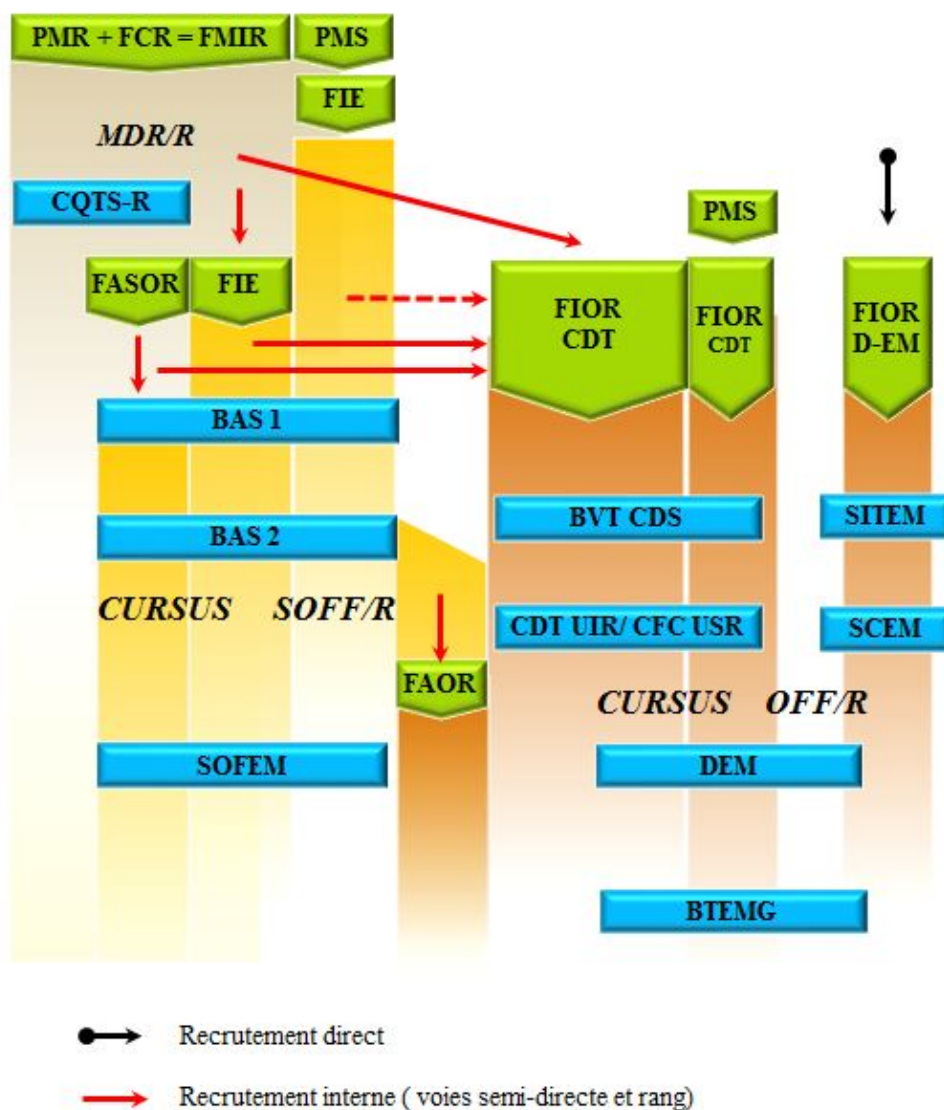 PMR + FCR = FMIR
PMS
FIE
MDR/R
CQTS-R
PMS
FASOR
FIE
FIOR
CDT
FIOR
CDT
FIOR
D-EM
BAS 1
BVT CDS
SITEM
BAS 2
CURSUS SOFF/R
CDT UIR/ CFC USR
SCEM
FAOR
CURSUS OFF/R
SOFEM
DEM
BTEMG
Recrutement direct
Recrutement interne ( voies semi-directe et rang)